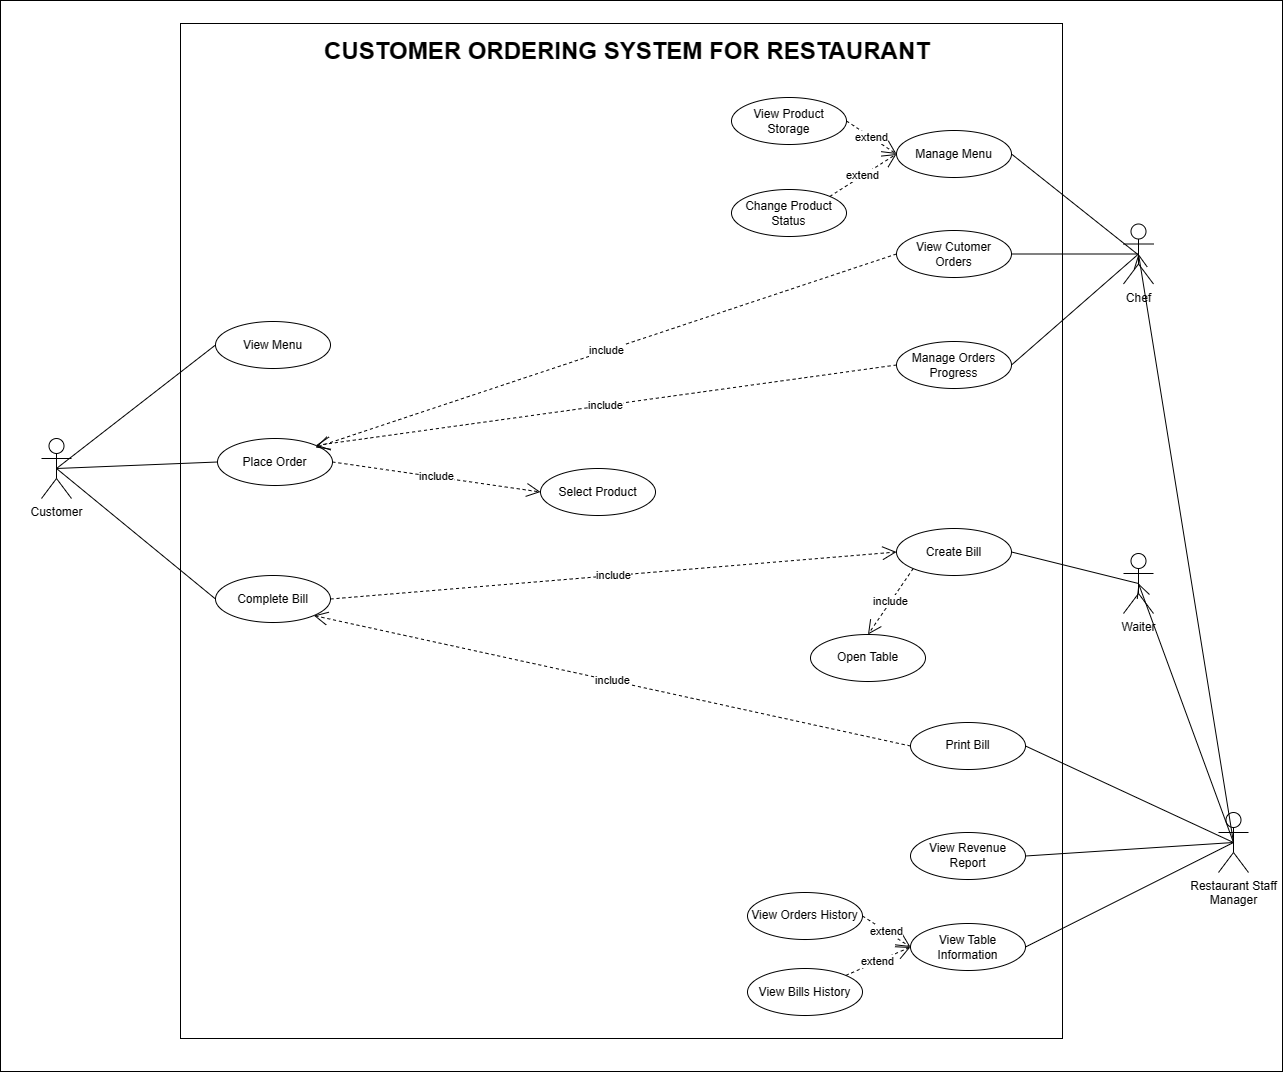 CUSTOMER ORDERING SYSTEM FOR RESTAURANT
View Product
Storage
extend
Manage Menu
extend
Change Product
Status
View Cutomer
Orders
Chef
View Menu
include
Manage Orders
Progress
include
Place Order
include
Select Product
Customer
Create Bill
include
Complete Bill
include
Waiter
Open Table
include
Print Bill
View Revenue
Report
Restaurant Staff
Manager
View Orders History
extend
View Table
Information
extend
View Bills History